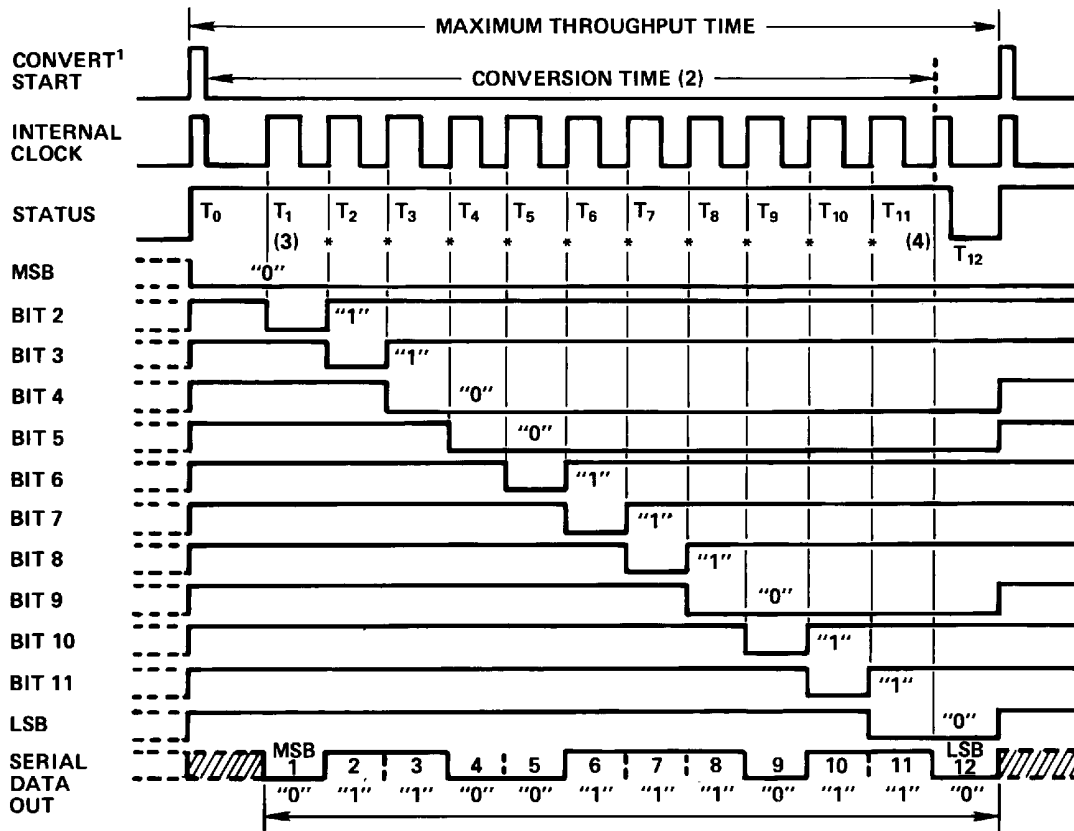 MAXIMUM THROUGHPUT TIME
CONVERT¹
START
CONVERSION TIME (2)
INTERNAL
CLOCK
STATUS
T₀ T₁ T₂ T₃ T₄ T₅ T₆ T₇ T₈ T₉ T₁₀ T₁₁
(3) * * * * * * * * * * (4) T₁₂
MSB "0"
BIT 2 "1"
BIT 3 "1"
BIT 4 "0"
BIT 5 "0"
BIT 6 "1"
BIT 7 "1"
BIT 8 "1"
BIT 9 "0"
BIT 10 "1"
BIT 11 "1"
LSB "0"
SERIAL
DATA
OUT
MSB LSB
1 2 3 4 5 6 7 8 9 10 11 12
"0" "1" "1" "0" "0" "1" "1" "1" "0" "1" "1" "0"